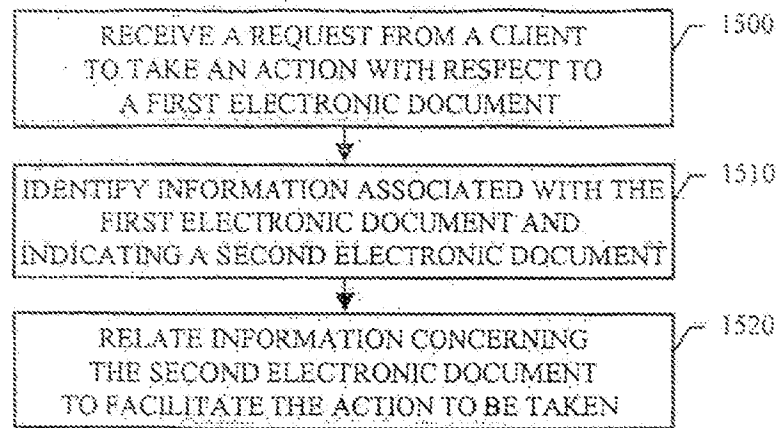 RECEIVE A REQUEST FROM A CLIENT
TO TAKE AN ACTION WITH RESPECT TO
A FIRST ELECTRONIC DOCUMENT
1500
IDENTIFY INFORMATION ASSOCIATED WITH THE
FIRST ELECTRONIC DOCUMENT AND
INDICATING A SECOND ELECTRONIC DOCUMENT
1510
RELATE INFORMATION CONCERNING
THE SECOND ELECTRONIC DOCUMENT
TO FACILITATE THE ACTION TO BE TAKEN
1520